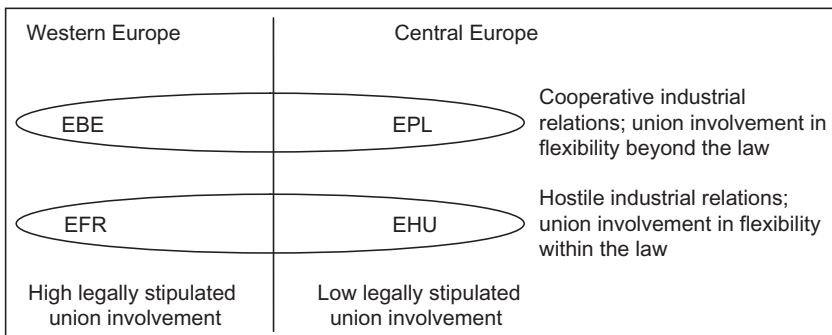 Western Europe
Central Europe
EBE
EPL
Cooperative industrial
relations; union involvement in
flexibility beyond the law
EFR
EHU
Hostile industrial relations;
union involvement in flexibility
within the law
High legally stipulated
union involvement
Low legally stipulated
union involvement